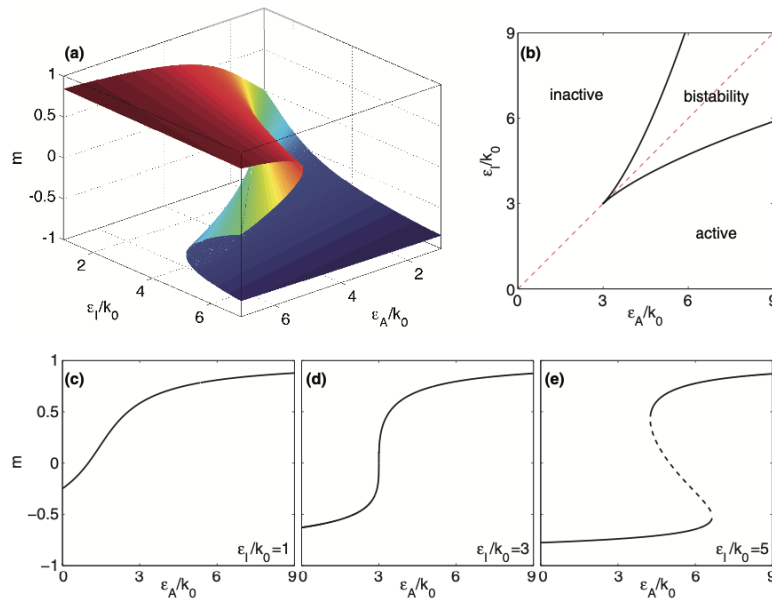 (a)
1
0.5
0
-0.5
-1
m
2
4
6
ε_I/k_0
6
4
2
ε_A/k_0
(b)
9
6
3
0
ε_I/k_0
inactive
bistability
active
0
3
6
9
ε_A/k_0
(c)
1
0.5
0
−0.5
−1
m
ε_I/k_0=1
0
3
6
9
ε_A/k_0
(d)
ε_I/k_0=3
0
3
6
9
ε_A/k_0
(e)
ε_I/k_0=5
0
3
6
9
ε_A/k_0